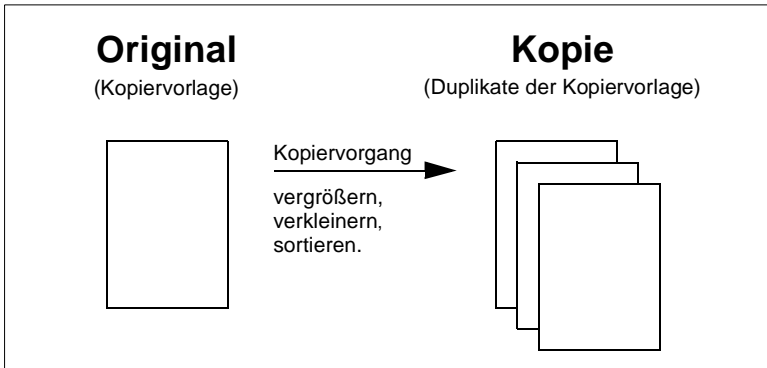 Original
(Kopiervorlage)
Kopie
(Duplikate der Kopiervorlage)
Kopiervorgang
vergrößern,
verkleinern,
sortieren.